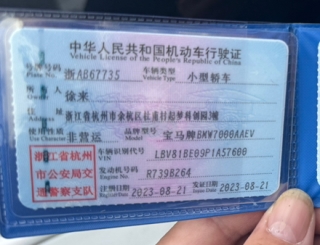 中华人民共和国机动车行驶证
Vehicle License of the People's Republic of China
号牌号码 浙AB67735 车辆类型 小型轿车
Plate No. Vehicle Type
所有人 徐来
Owner
住址 浙江省杭州市余杭区
Address
使用性质 非营运 品牌型号 宝马牌BMW7000AAEV
Use Character Model
浙江省杭州
市公安局交
通警察支队
车辆识别代号 LBV81BE09P1A57600
VIN
发动机号码 R7398264
Engine No.
注册日期 2023-08-21 发证日期 2023-08-21
Register Date Issue Date